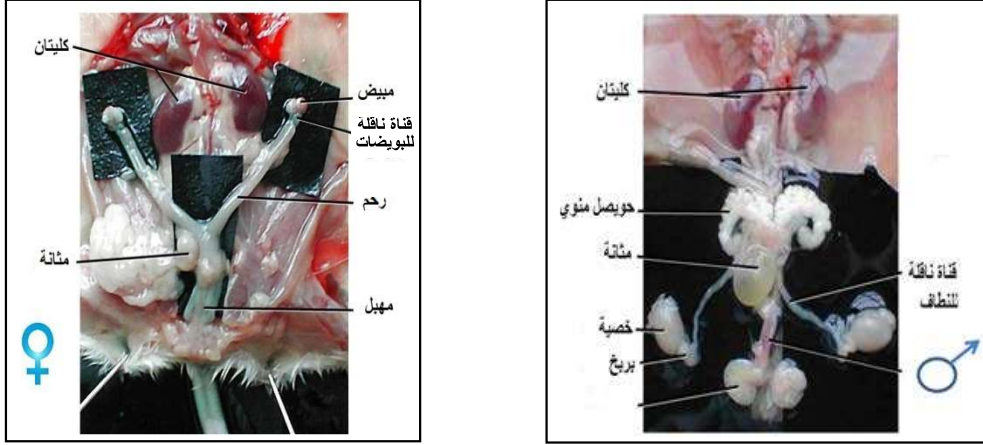 كليتان
مبيض
قناة ناقلة
للبويضات
رحم
مثانة
مهبل
كليتان
حويصل منوي
مثانة
قناة ناقلة
للنطاف
خصية
بربخ